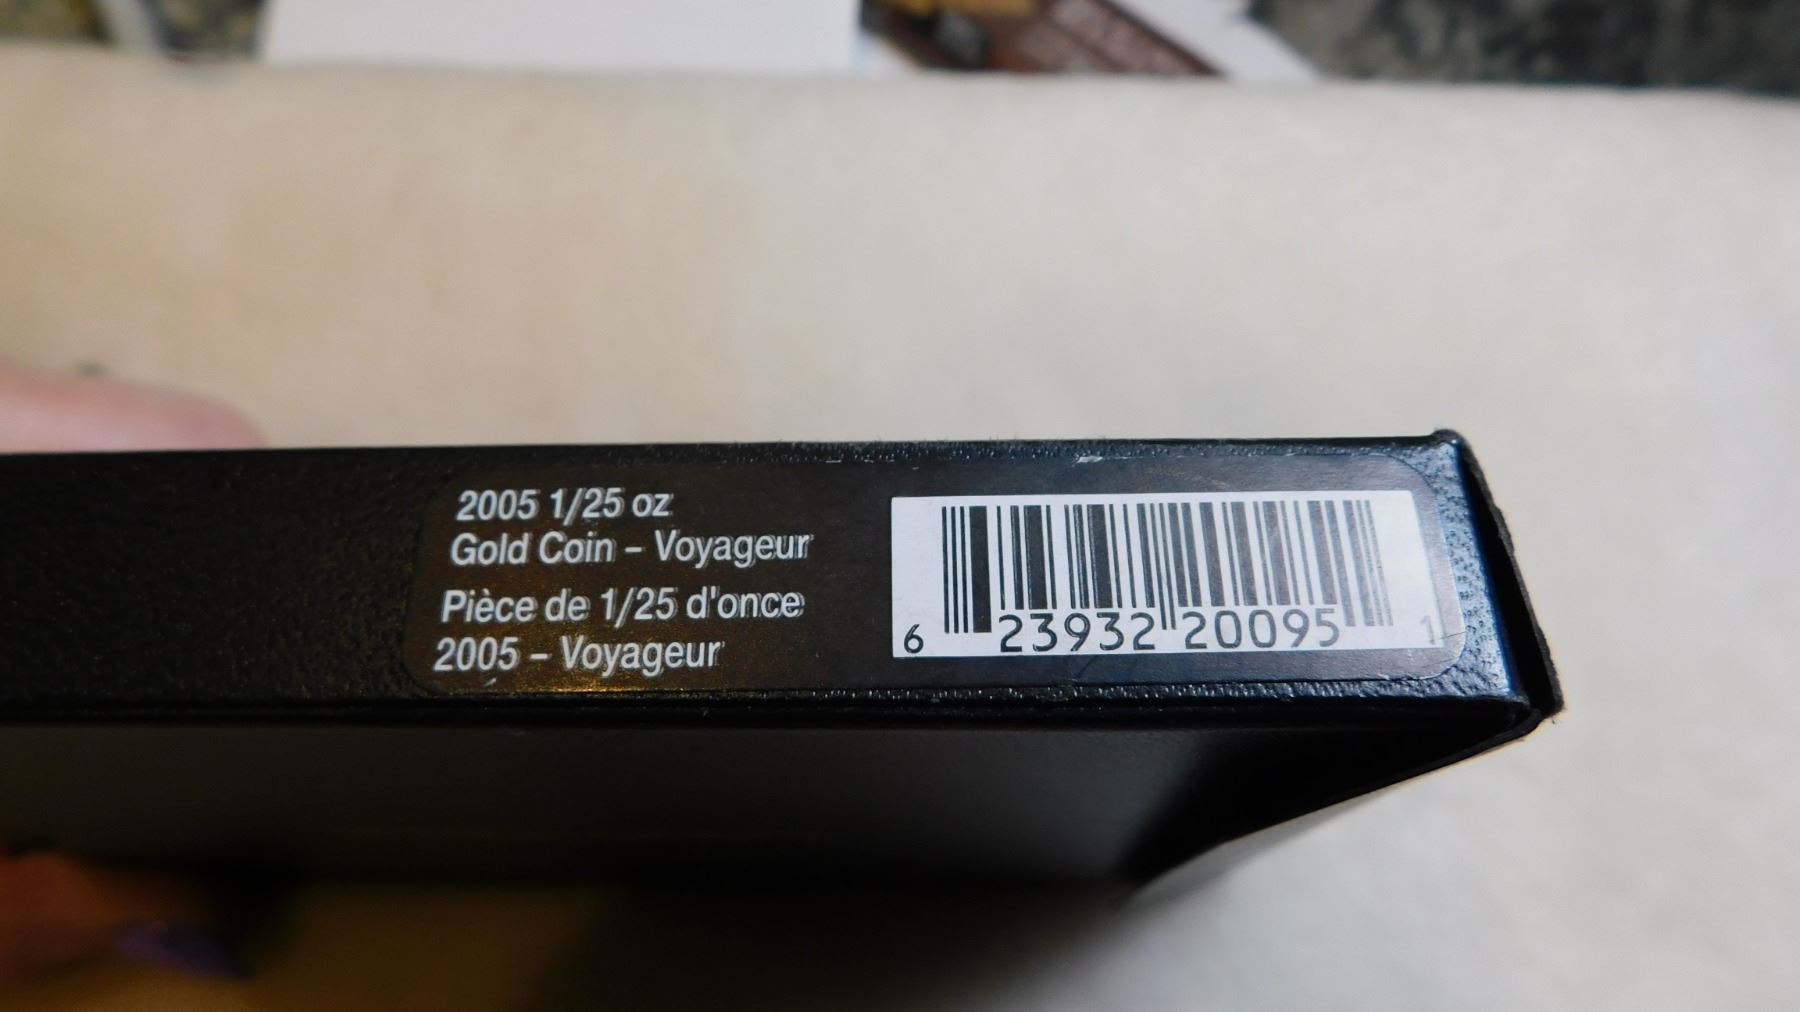 2005 1/25 oz
Gold Coin – Voyageur
Pièce de 1/25 d'once
2005 – Voyageur
6 23932 20095 1